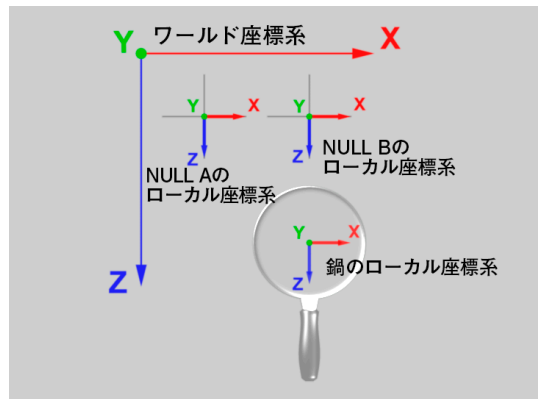 Y ワールド座標系 X
Y X
Y X
Z
Z
NULL Aの
ローカル座標系
NULL Bの
ローカル座標系
Y X
Z
鍋のローカル座標系
Z